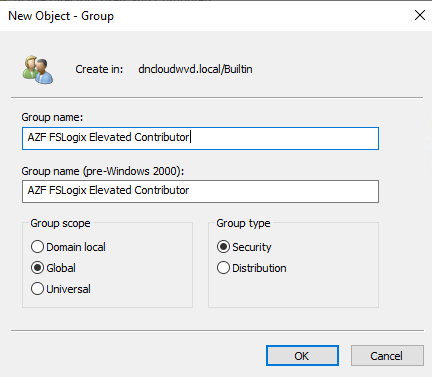 New Object - Group
Create in: dncloudwvd.local/Builtin
Group name:
AZF FSLogix Elevated Contributor
Group name (pre-Windows 2000):
AZF FSLogix Elevated Contributor
Group scope
Domain local
Global
Universal
Group type
Security
Distribution
OK
Cancel